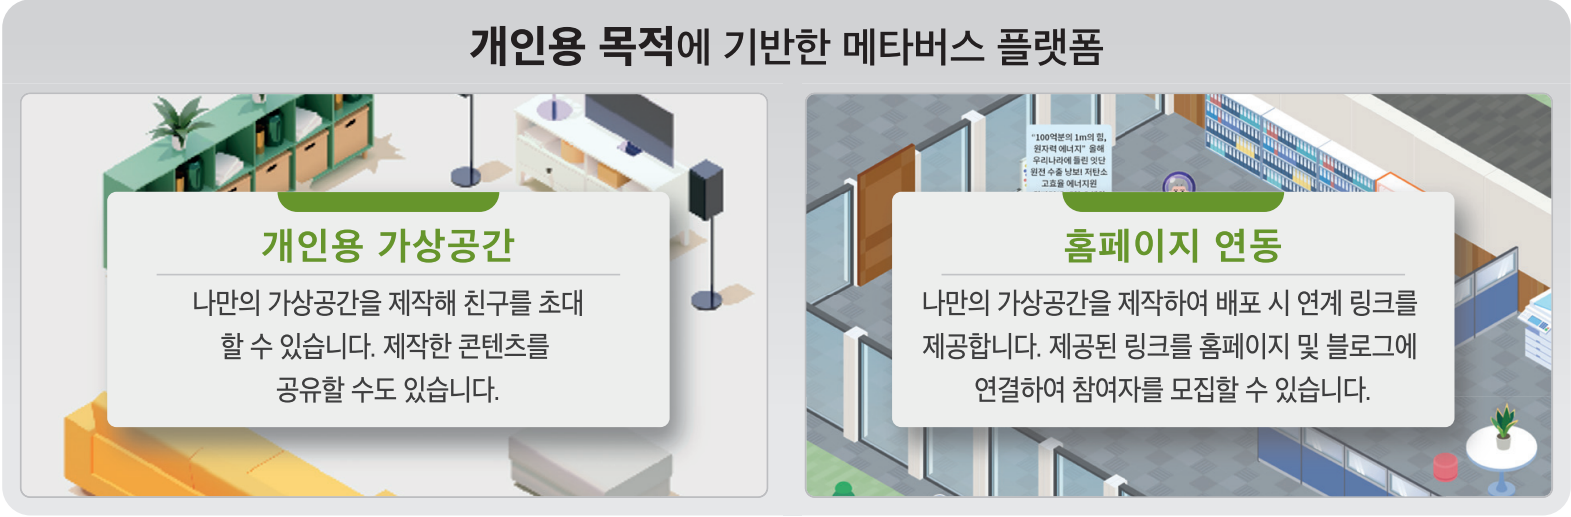 개인용 목적에 기반한 메타버스 플랫폼
개인용 가상공간
나만의 가상공간을 제작해 친구를 초대
할 수 있습니다. 제작한 콘텐츠를
공유할 수도 있습니다.
"100억분의 1m의 힘,
원자력 에너지" 올해
우리나라에 들린 잇단
원전 수출 낭보! 저탄소
고효율 에너지원
홈페이지 연동
나만의 가상공간을 제작하여 배포 시 연계 링크를
제공합니다. 제공된 링크를 홈페이지 및 블로그에
연결하여 참여자를 모집할 수 있습니다.